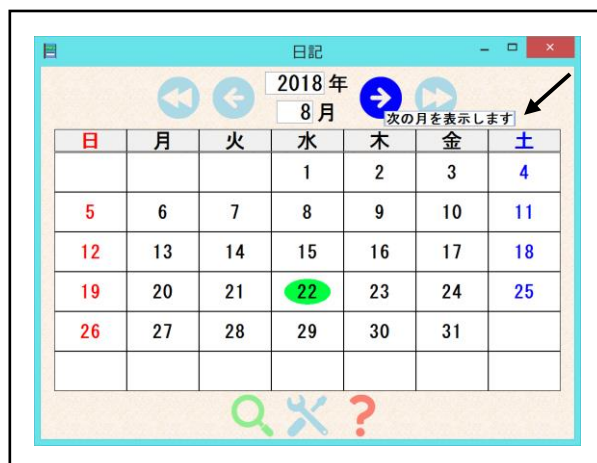 日記
2018 年
8 月
次の月を表示します
日 月 火 水 木 金 土
1 2 3 4
5 6 7 8 9 10 11
12 13 14 15 16 17 18
19 20 21 22 23 24 25
26 27 28 29 30 31
?